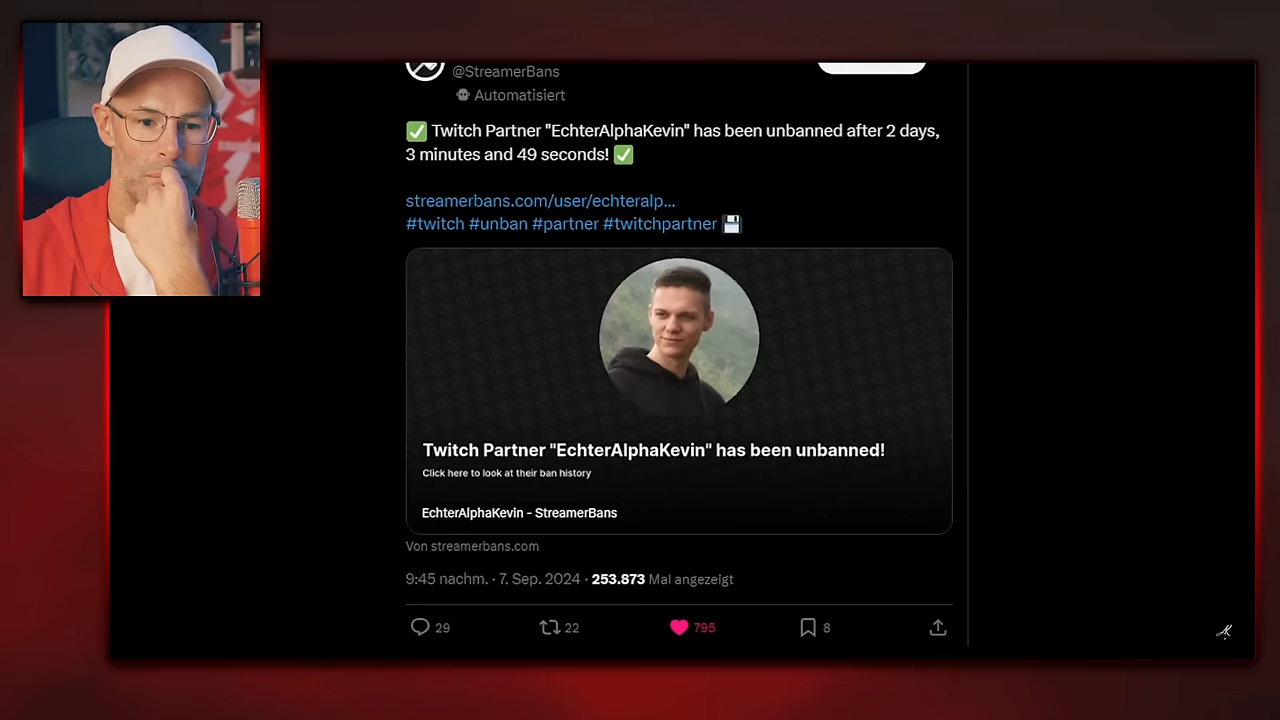 @StreamerBans
Automatisiert
✅ Twitch Partner "EchterAlphaKevin" has been unbanned after 2 days,
3 minutes and 49 seconds! ✅
streamerbans.com/user/echteralp...
#twitch #unban #partner #twitchpartner 💾
Twitch Partner "EchterAlphaKevin" has been unbanned!
Click here to look at their ban history
EchterAlphaKevin - StreamerBans
Von streamerbans.com
9:45 nachm. · 7. Sep. 2024 · 253.873 Mal angezeigt
29 22 795 8